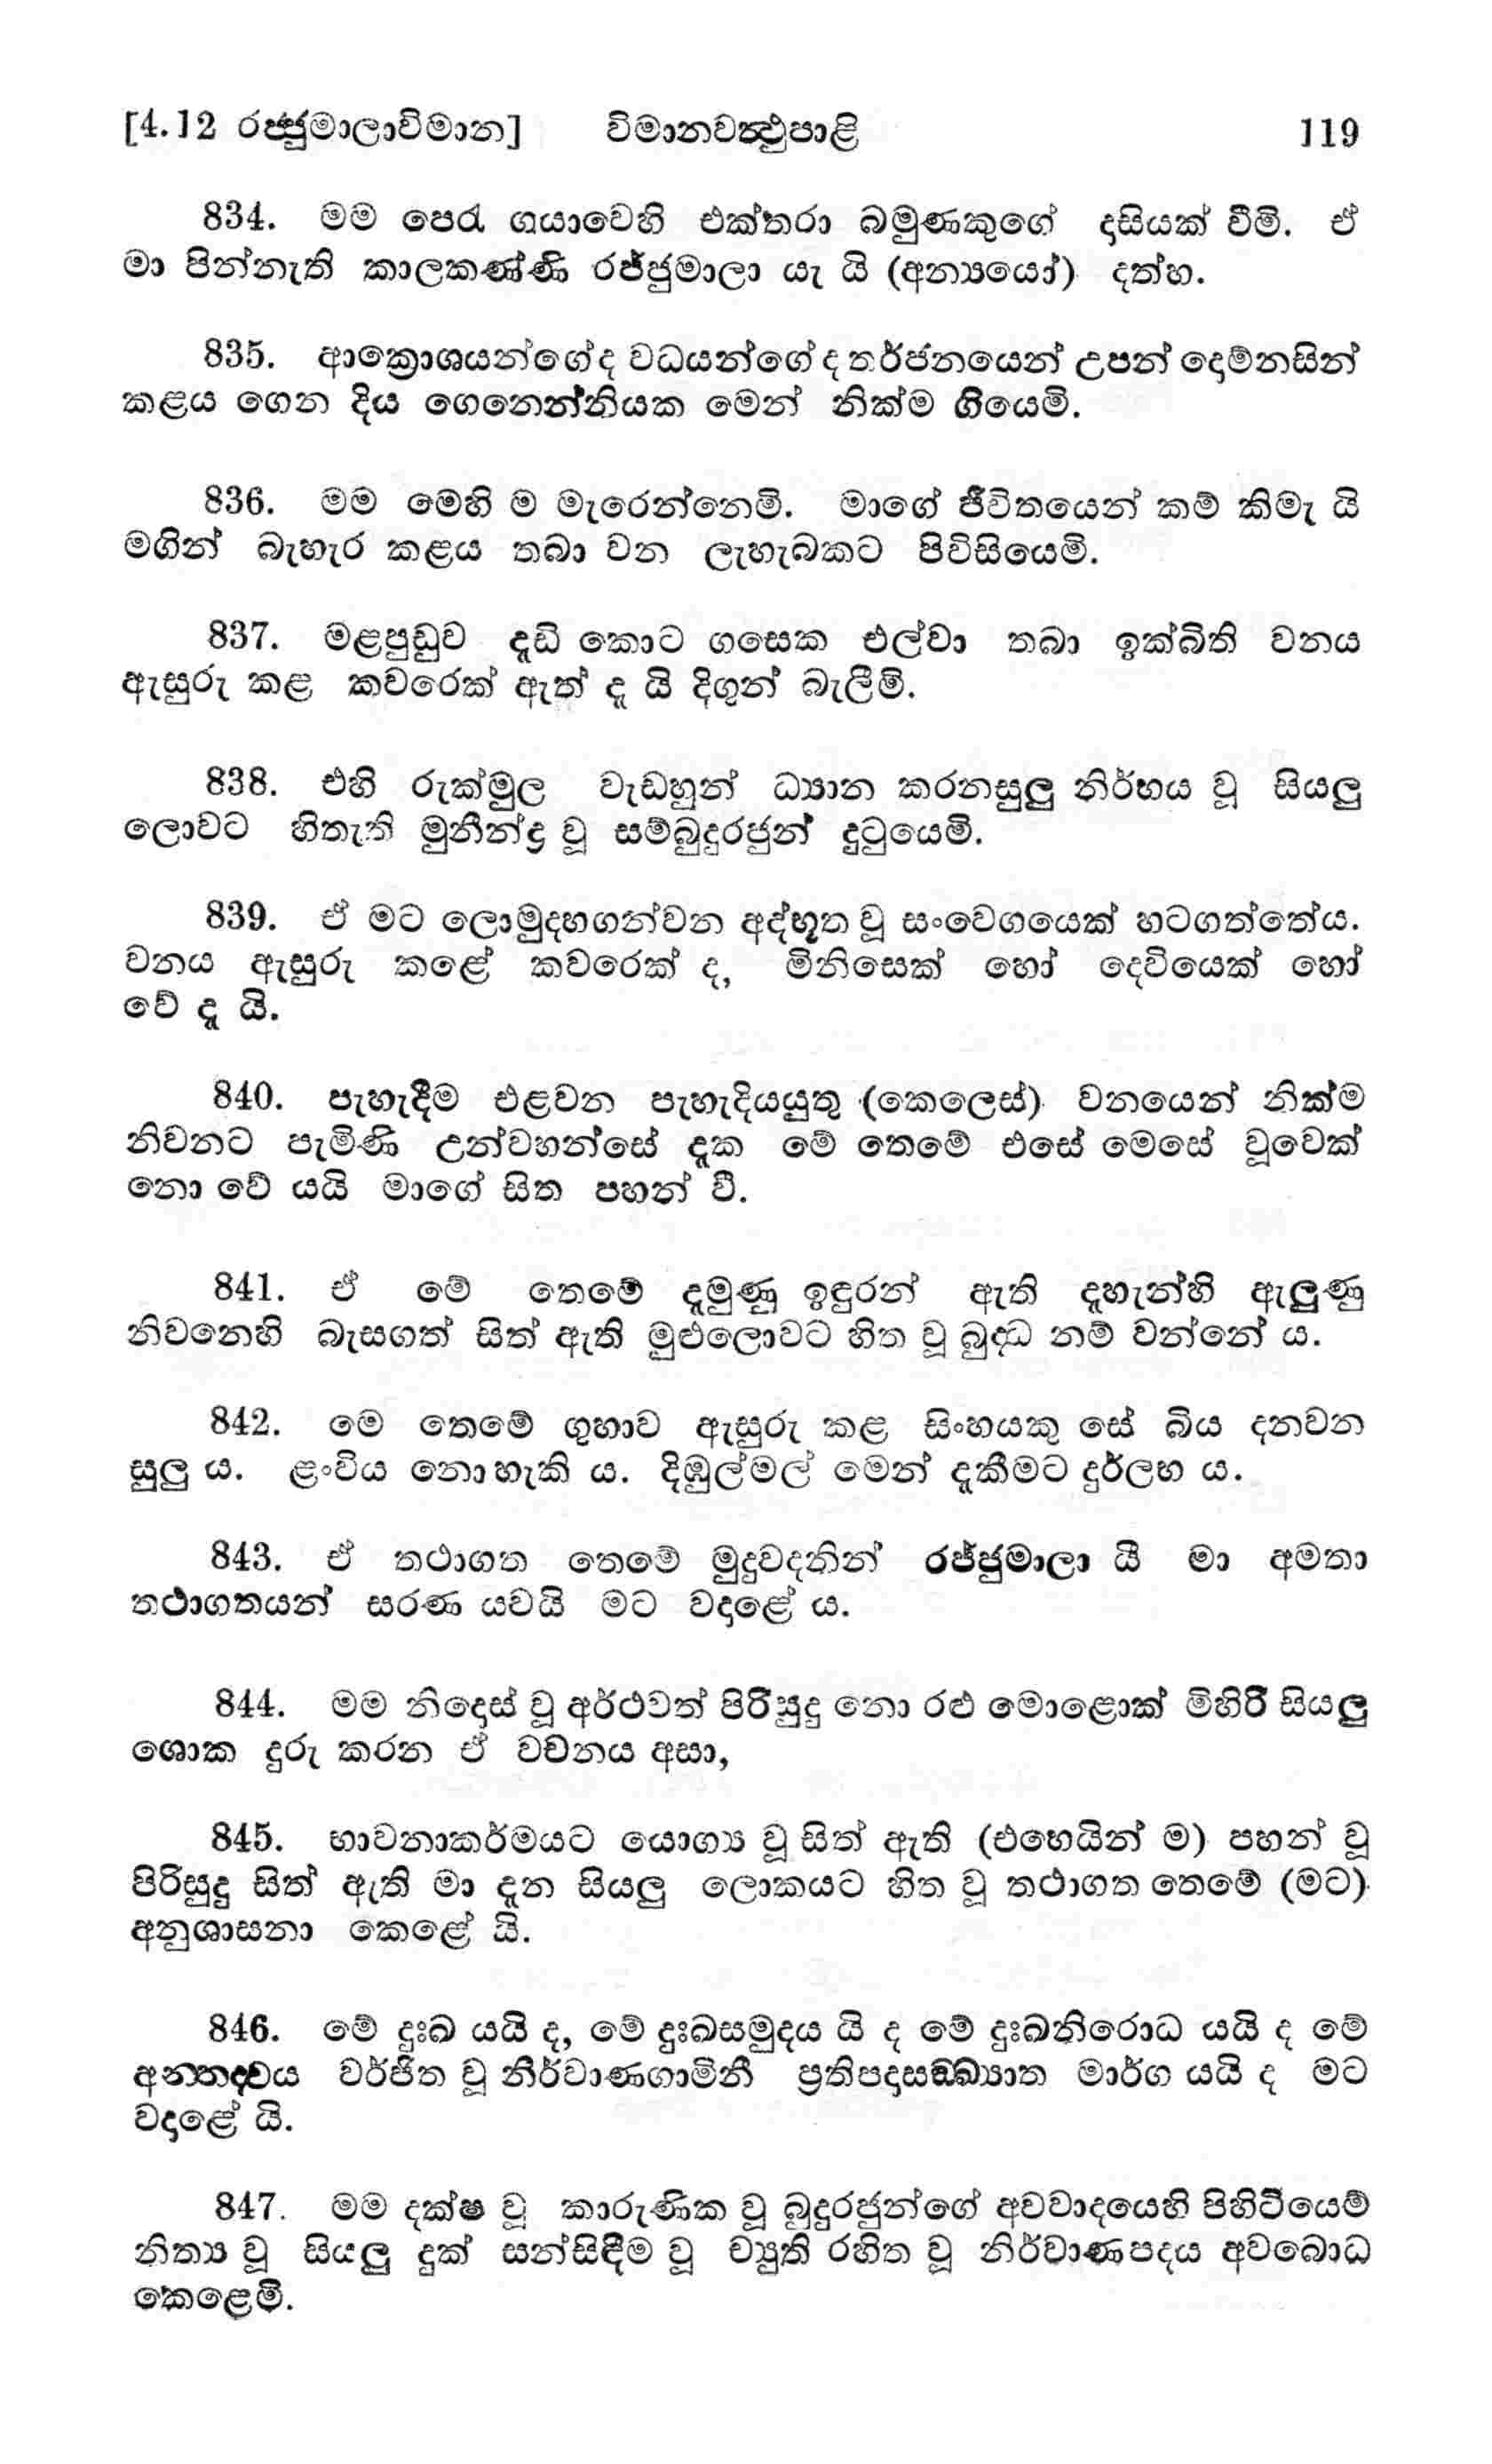 [4.12 රජ්ජුමාලාවිමාන] විමානවත්‍ථුපාළි 119
834. මම පෙරැ ගයාවෙහි එක්තරා බමුණකුගේ දාසියක් වීමි. ඒ
මා පින්නැති කාලකණ්ණි රජ්ජුමාලා යැ යි (අන්‍යයෝ) දත්හ.
835. ආක්‍රොශයන්ගේද වධයන්ගේ ද තර්ජනයෙන් උපන් දොම්නසින්
කළය ගෙන දිය ගෙනෙන්නියක මෙන් නික්ම ගියෙමි.
836. මම මෙහි ම මැරෙන්නෙමි. මාගේ ජීවිතයෙන් කම් කිමැ යි
මගින් බැහැර කළය තබා වන ලැහැබකට පිවිසියෙමි.
837. මළපුඩුව දැඩි කොට ගසෙක එල්වා තබා ඉක්බිති වනය
ඇසුරු කළ කවරෙක් ඇත් දැ යි දිගුන් බැලීමි.
838. එහි රුක්මුල වැඩහුන් ධ්‍යාන කරනසුලු නිර්භය වූ සියලු
ලොවට හිතැති මුනීන්ද්‍ර වූ සම්බුදුරජුන් දුටුයෙමි.
839. ඒ මට ලොමුදහගන්වන අද්භූත වූ සංවෙගයෙක් හටගත්තේය.
වනය ඇසුරු කළේ කවරෙක් ද, මිනිසෙක් හෝ දෙවියෙක් හෝ
වේ දැ යි.
840. පැහැදීම එළවන පැහැදියයුතු (කෙලෙස්) වනයෙන් නික්ම
නිවනට පැමිණි උන්වහන්සේ දැක මේ තෙමේ එසේ මෙසේ වූවෙක්
නො වේ යයි මාගේ සිත පහන් වී.
841. ඒ මේ තෙමේ දැමුණු ඉඳුරන් ඇති දැහැන්හි ඇලුණු
නිවනෙහි බැසගත් සිත් ඇති මුළුලොවට හිත වූ බුද්ධ නම් වන්නේ ය.
842. මෙ තෙමේ ගුහාව ඇසුරු කළ සිංහයකු සේ බිය දනවන
සුලු ය. ළංවිය නොහැකි ය. දිඹුල්මල් මෙන් දැකීමට දුර්ලභ ය.
843. ඒ තථාගත තෙමේ මුදුවදනින් රජ්ජුමාලා යී මා අමතා
තථාගතයන් සරණ යවයි මට වදාළේ ය.
844. මම නිදොස් වූ අර්ථවත් පිරිසුදු නො රළු මොළොක් මිහිරි සියලු
ශොක දුරු කරන ඒ වචනය අසා,
845. භාවනාකර්මයට යොග්‍ය වූ සිත් ඇති (එහෙයින් ම) පහන් වූ
පිරිසුදු සිත් ඇති මා දැන සියලු ලොකයට හිත වූ තථාගත තෙමේ (මට)
අනුශාසනා කෙළේ යි.
846. මේ දුඃඛ යයි ද, මේ දුඃඛසමුදය යි ද මේ දුඃඛනිරොධ යයි ද මේ
අන්තද්වය වර්ජිත වූ නිර්වාණගාමිනී ප්‍රතිපදාසඞ්ඛ්‍යාත මාර්ග යයි ද මට
වදාළේ යි.
847. මම දක්ෂ වූ කාරුණික වූ බුදුරජුන්ගේ අවවාදයෙහි පිහිටියෙම්
නිත්‍ය වූ සියලු දුක් සන්සිඳීම වූ ච්‍යුති රහිත වූ නිර්වාණපදය අවබොධ
කෙළෙමි.